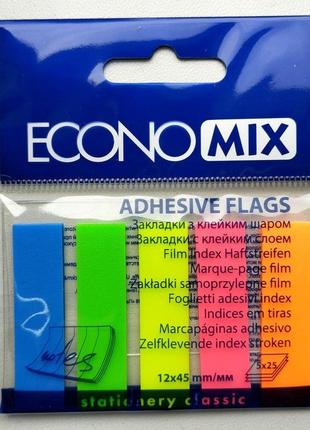 ECONOMIX
ADHESIVE FLAGS
Закладки з клейким шаром
Закладки с клейким слоем
Film Index Haftstreifen
Marque-page film
Zakładki samoprzylepne film
Foglietti adesivi index
Indices em tiras
Marcapáginas adhesivo
Zelfklevende index stroken
notes
5x25
12x45 mm/мм
stationery classic